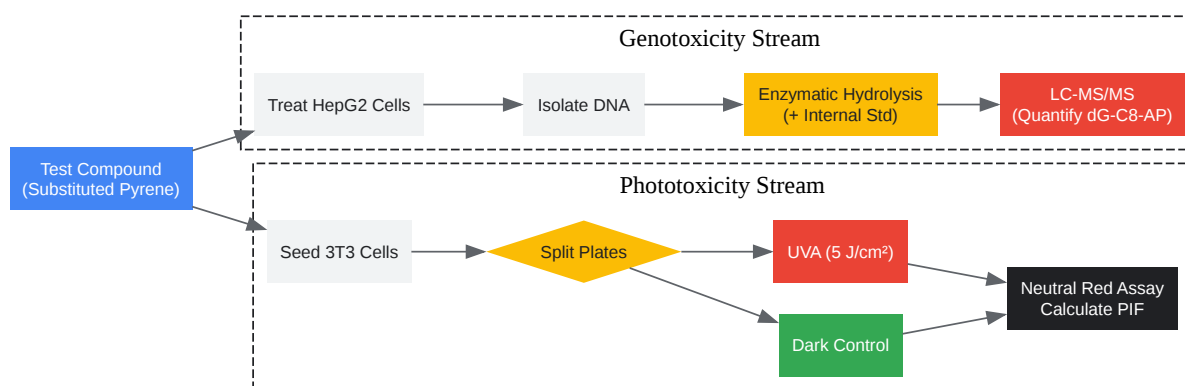 Genotoxicity Stream
Treat HepG2 Cells
Isolate DNA
Enzymatic Hydrolysis
(+ Internal Std)
LC-MS/MS
(Quantify dG-C8-AP)
Test Compound
(Substituted Pyrene)
Phototoxicity Stream
Seed 3T3 Cells
Split Plates
UVA (5 J/cm²)
Neutral Red Assay
Calculate PIF
Dark Control